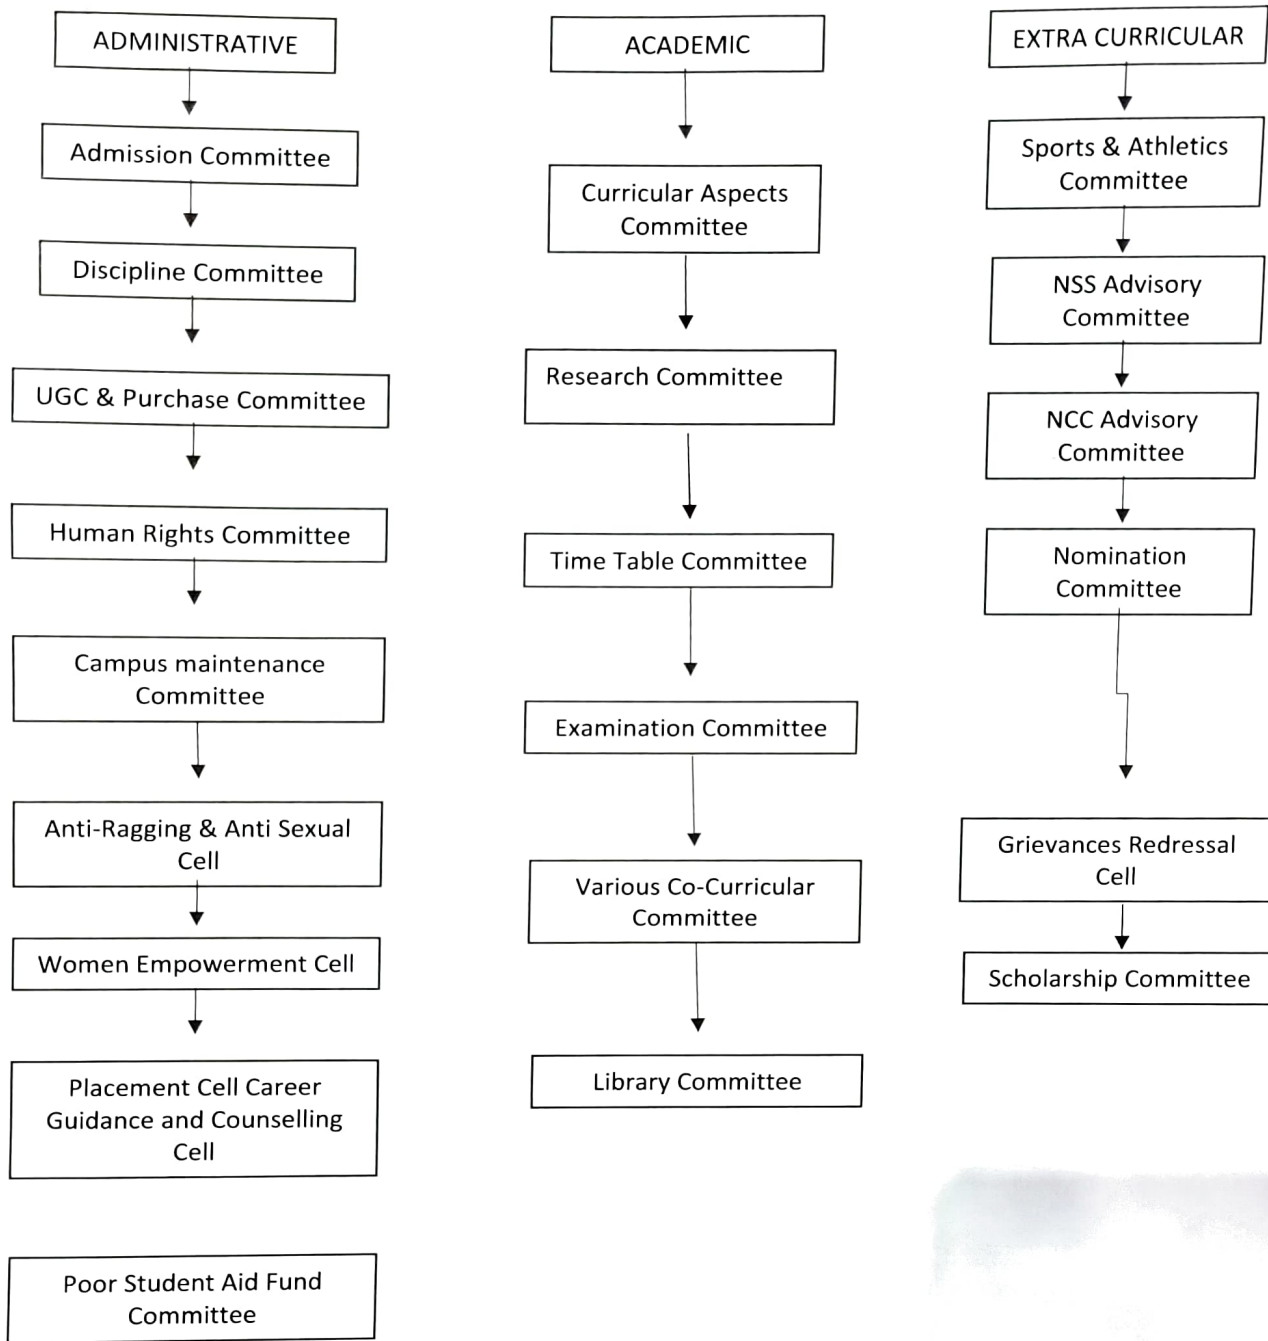 ADMINISTRATIVE
Admission Committee
Discipline Committee
UGC & Purchase Committee
Human Rights Committee
Campus maintenance
Committee
Anti-Ragging & Anti Sexual
Cell
Women Empowerment Cell
Placement Cell Career
Guidance and Counselling
Cell
Poor Student Aid Fund
Committee
ACADEMIC
Curricular Aspects
Committee
Research Committee
Time Table Committee
Examination Committee
Various Co-Curricular
Committee
Library Committee
EXTRA CURRICULAR
Sports & Athletics
Committee
NSS Advisory
Committee
NCC Advisory
Committee
Nomination
Committee
Grievances Redressal
Cell
Scholarship Committee